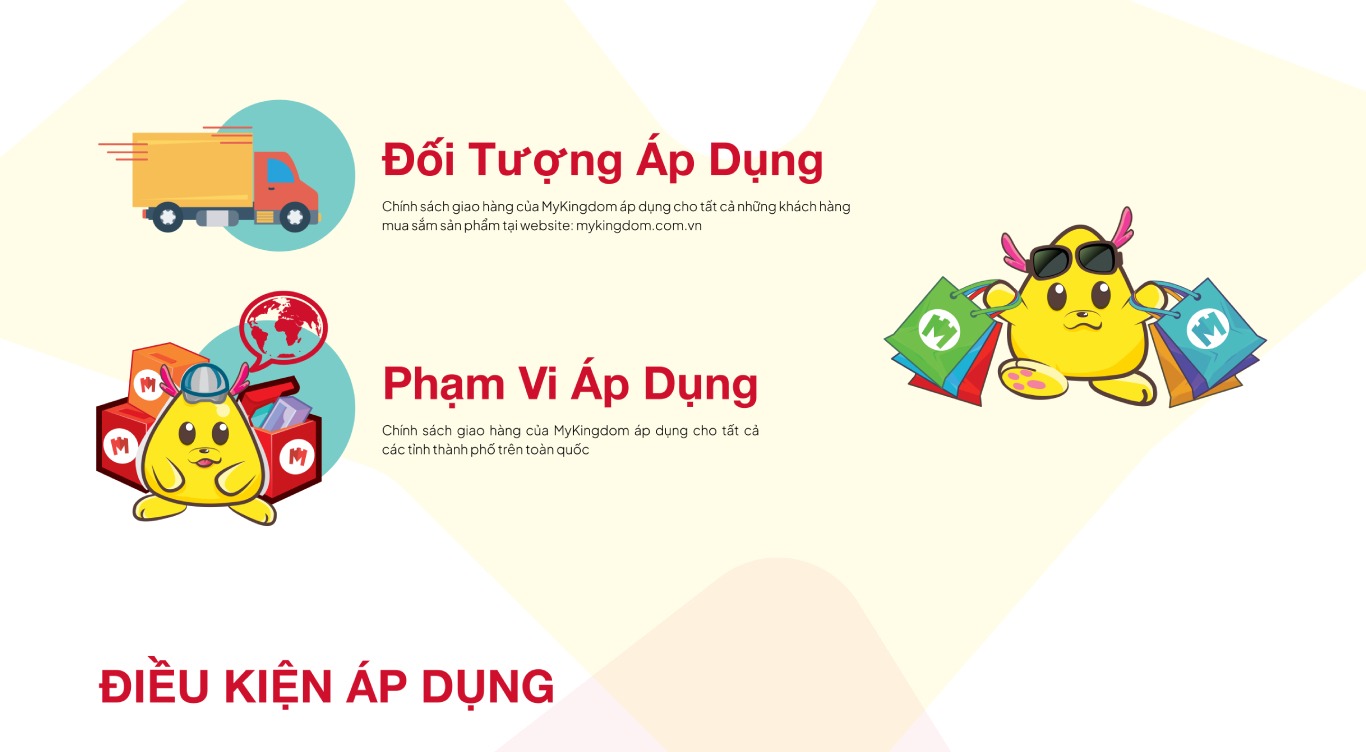 Đối Tượng Áp Dụng
Chính sách giao hàng của MyKingdom áp dụng cho tất cả những khách hàng
mua sắm sản phẩm tại website: mykingdom.com.vn
Phạm Vi Áp Dụng
Chính sách giao hàng của MyKingdom áp dụng cho tất cả
các tỉnh thành phố trên toàn quốc
ĐIỀU KIỆN ÁP DỤNG